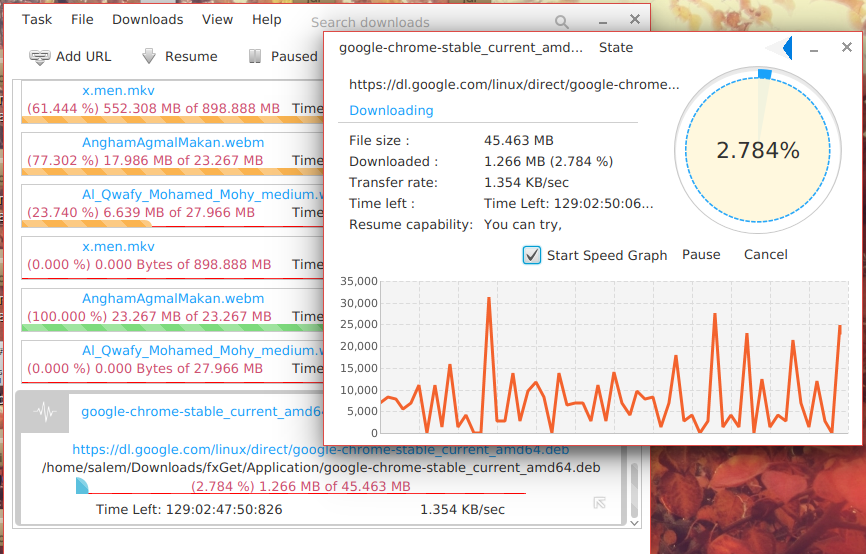 Task File Downloads View Help Search downloads
Add URL Resume Paused
x.men.mkv
(61.444 %) 552.308 MB of 898.888 MB Time
AnghamAgmalMakan.webm
(77.302 %) 17.986 MB of 23.267 MB Time
Al_Qwafy_Mohamed_Mohy_medium.w
(23.740 %) 6.639 MB of 27.966 MB Time
x.men.mkv
(0.000 %) 0.000 Bytes of 898.888 MB Time
AnghamAgmalMakan.webm
(100.000 %) 23.267 MB of 23.267 MB Time
Al_Qwafy_Mohamed_Mohy_medium.w
(0.000 %) 0.000 Bytes of 27.966 MB Time
google-chrome-stable_current_amd64
https://dl.google.com/linux/direct/google-chrome-stable_current_amd64.deb
/home/salem/Downloads/fxGet/Application/google-chrome-stable_current_amd64.deb
(2.784 %) 1.266 MB of 45.463 MB
Time Left: 129:02:47:50:826 1.354 KB/sec
google-chrome-stable_current_amd... State
https://dl.google.com/linux/direct/google-chrome...
Downloading
File size : 45.463 MB
Downloaded : 1.266 MB (2.784 %)
Transfer rate: 1.354 KB/sec
Time left : Time Left: 129:02:50:06...
Resume capability: You can try,
2.784%
Start Speed Graph Pause Cancel
35,000
30,000
25,000
20,000
15,000
10,000
5,000
0